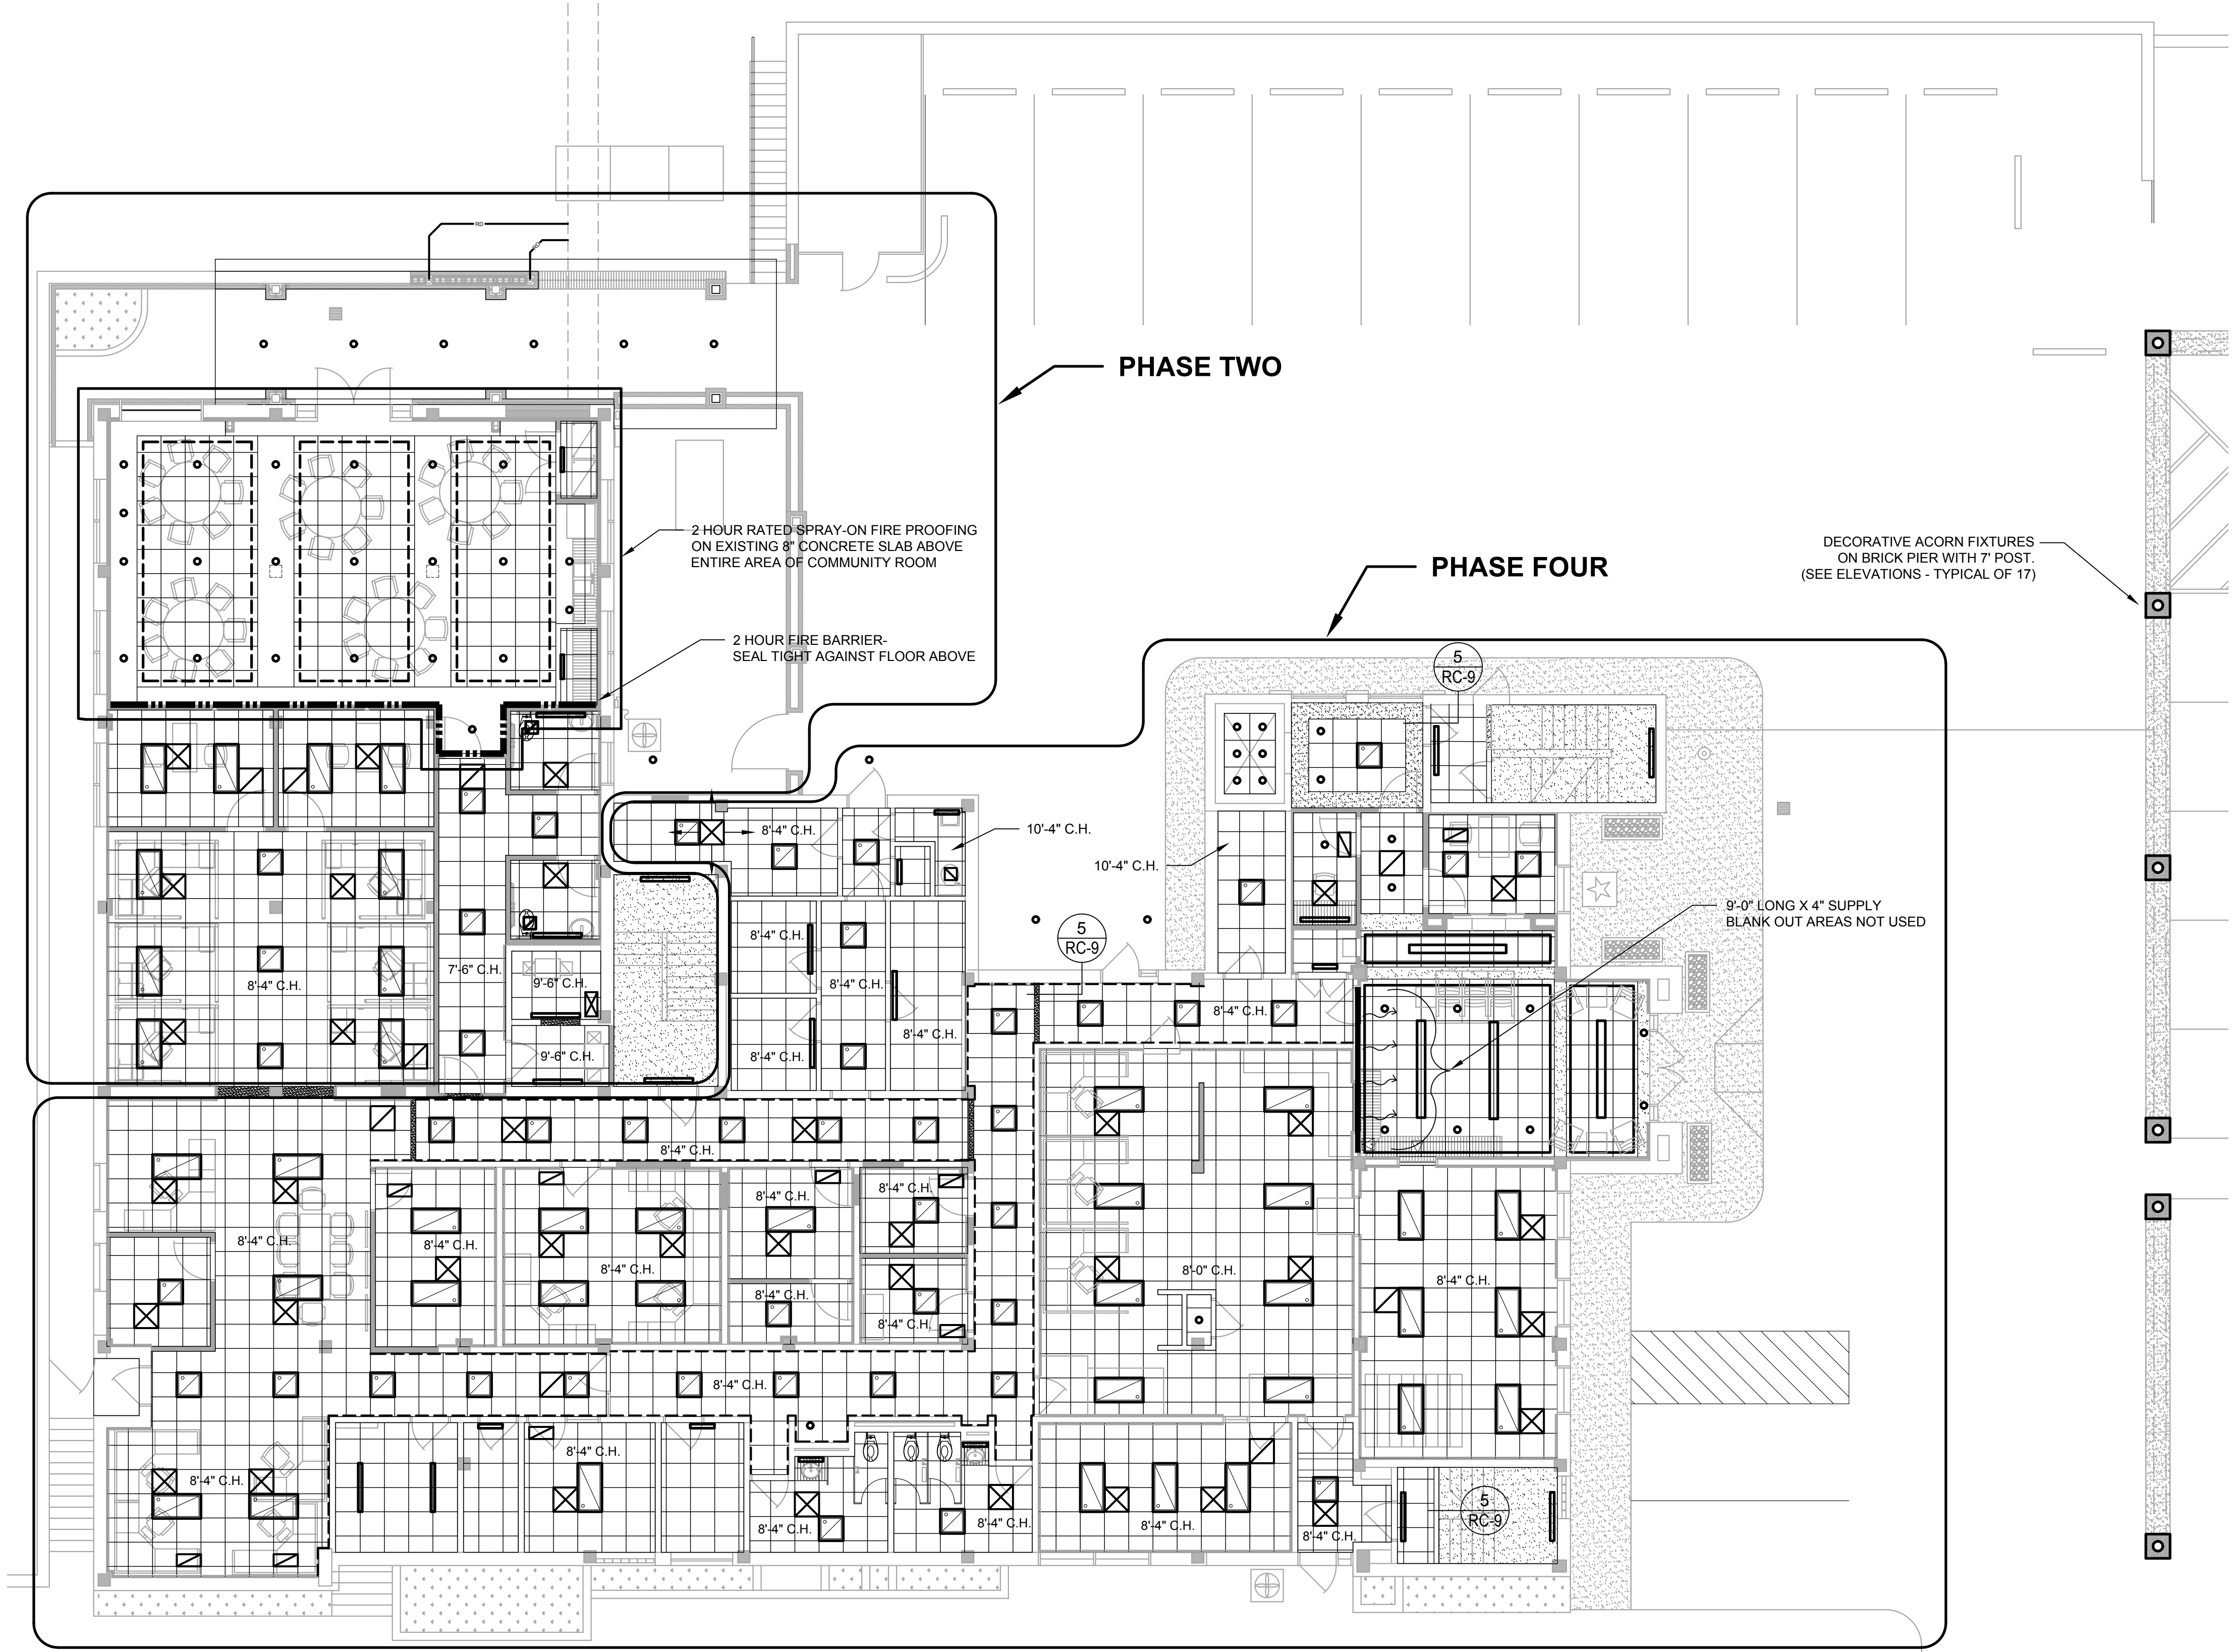 RD
RD
PHASE TWO
2 HOUR RATED SPRAY-ON FIRE PROOFING
ON EXISTING 8" CONCRETE SLAB ABOVE
ENTIRE AREA OF COMMUNITY ROOM
PHASE FOUR
DECORATIVE ACORN FIXTURES
ON BRICK PIER WITH 7' POST.
(SEE ELEVATIONS - TYPICAL OF 17)
2 HOUR FIRE BARRIER-
SEAL TIGHT AGAINST FLOOR ABOVE
5
RC-9
8'-4" C.H.
10'-4" C.H.
10'-4" C.H.
9'-0" LONG X 4" SUPPLY
BLANK OUT AREAS NOT USED
5
RC-9
8'-4" C.H.
7'-6" C.H.
8'-4" C.H.
9'-6" C.H.
8'-4" C.H.
8'-4" C.H.
8'-4" C.H.
9'-6" C.H.
8'-4" C.H.
8'-4" C.H.
8'-4" C.H.
8'-4" C.H.
8'-4" C.H.
8'-4" C.H.
8'-4" C.H.
8'-4" C.H.
8'-4" C.H.
8'-0" C.H.
8'-4" C.H.
8'-4" C.H.
8'-4" C.H.
8'-4" C.H.
8'-4" C.H.
8'-4" C.H.
8'-4" C.H.
8'-4" C.H.
8'-4" C.H.
8'-4" C.H.
5
RC-9